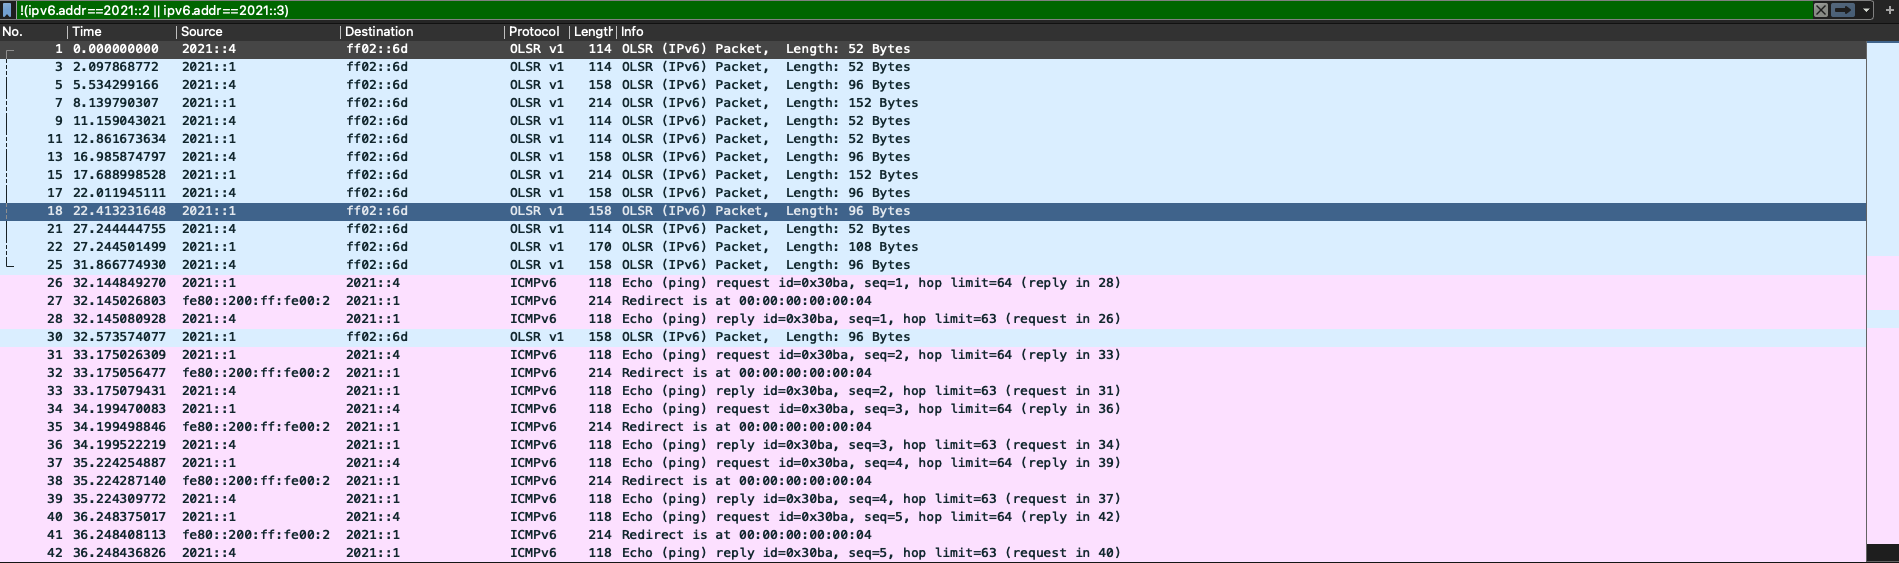 !(ipv6.addr==2021::2 || ipv6.addr==2021::3)
No. Time Source Destination Protocol Length Info
1 0.000000000 2021::4 ff02::6d OLSR v1 114 OLSR (IPv6) Packet, Length: 52 Bytes
3 2.097868772 2021::1 ff02::6d OLSR v1 114 OLSR (IPv6) Packet, Length: 52 Bytes
5 5.534299166 2021::4 ff02::6d OLSR v1 158 OLSR (IPv6) Packet, Length: 96 Bytes
7 8.139790307 2021::1 ff02::6d OLSR v1 214 OLSR (IPv6) Packet, Length: 152 Bytes
9 11.159043021 2021::4 ff02::6d OLSR v1 114 OLSR (IPv6) Packet, Length: 52 Bytes
11 12.861673634 2021::1 ff02::6d OLSR v1 114 OLSR (IPv6) Packet, Length: 52 Bytes
13 16.985874797 2021::4 ff02::6d OLSR v1 158 OLSR (IPv6) Packet, Length: 96 Bytes
15 17.688998528 2021::1 ff02::6d OLSR v1 214 OLSR (IPv6) Packet, Length: 152 Bytes
17 22.011945111 2021::4 ff02::6d OLSR v1 158 OLSR (IPv6) Packet, Length: 96 Bytes
18 22.413231648 2021::1 ff02::6d OLSR v1 158 OLSR (IPv6) Packet, Length: 96 Bytes
21 27.244444755 2021::4 ff02::6d OLSR v1 114 OLSR (IPv6) Packet, Length: 52 Bytes
22 27.244501499 2021::1 ff02::6d OLSR v1 170 OLSR (IPv6) Packet, Length: 108 Bytes
25 31.866774930 2021::4 ff02::6d OLSR v1 158 OLSR (IPv6) Packet, Length: 96 Bytes
26 32.144849270 2021::1 2021::4 ICMPv6 118 Echo (ping) request id=0x30ba, seq=1, hop limit=64 (reply in 28)
27 32.145026803 fe80::200:ff:fe00:2 2021::1 ICMPv6 214 Redirect is at 00:00:00:00:00:04
28 32.145080928 2021::4 2021::1 ICMPv6 118 Echo (ping) reply id=0x30ba, seq=1, hop limit=63 (request in 26)
30 32.573574077 2021::1 ff02::6d OLSR v1 158 OLSR (IPv6) Packet, Length: 96 Bytes
31 33.175026309 2021::1 2021::4 ICMPv6 118 Echo (ping) request id=0x30ba, seq=2, hop limit=64 (reply in 33)
32 33.175056477 fe80::200:ff:fe00:2 2021::1 ICMPv6 214 Redirect is at 00:00:00:00:00:04
33 33.175079431 2021::4 2021::1 ICMPv6 118 Echo (ping) reply id=0x30ba, seq=2, hop limit=63 (request in 31)
34 34.199470083 2021::1 2021::4 ICMPv6 118 Echo (ping) request id=0x30ba, seq=3, hop limit=64 (reply in 36)
35 34.199498846 fe80::200:ff:fe00:2 2021::1 ICMPv6 214 Redirect is at 00:00:00:00:00:04
36 34.199522219 2021::4 2021::1 ICMPv6 118 Echo (ping) reply id=0x30ba, seq=3, hop limit=63 (request in 34)
37 35.224254887 2021::1 2021::4 ICMPv6 118 Echo (ping) request id=0x30ba, seq=4, hop limit=64 (reply in 39)
38 35.224287140 fe80::200:ff:fe00:2 2021::1 ICMPv6 214 Redirect is at 00:00:00:00:00:04
39 35.224309772 2021::4 2021::1 ICMPv6 118 Echo (ping) reply id=0x30ba, seq=4, hop limit=63 (request in 37)
40 36.248375017 2021::1 2021::4 ICMPv6 118 Echo (ping) request id=0x30ba, seq=5, hop limit=64 (reply in 42)
41 36.248408113 fe80::200:ff:fe00:2 2021::1 ICMPv6 214 Redirect is at 00:00:00:00:00:04
42 36.248436826 2021::4 2021::1 ICMPv6 118 Echo (ping) reply id=0x30ba, seq=5, hop limit=63 (request in 40)